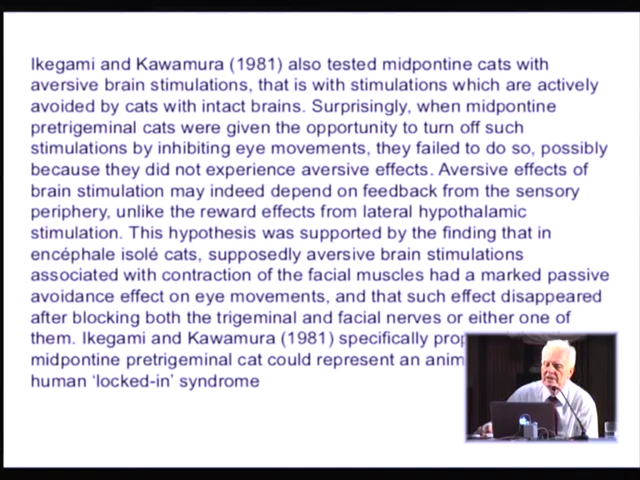 Ikegami and Kawamura (1981) also tested midpontine cats with
aversive brain stimulations, that is with stimulations which are actively
avoided by cats with intact brains. Surprisingly, when midpontine
pretrigeminal cats were given the opportunity to turn off such
stimulations by inhibiting eye movements, they failed to do so, possibly
because they did not experience aversive effects. Aversive effects of
brain stimulation may indeed depend on feedback from the sensory
periphery, unlike the reward effects from lateral hypothalamic
stimulation. This hypothesis was supported by the finding that in
encéphale isolé cats, supposedly aversive brain stimulations
associated with contraction of the facial muscles had a marked passive
avoidance effect on eye movements, and that such effect disappeared
after blocking both the trigeminal and facial nerves or either one of
them. Ikegami and Kawamura (1981) specifically
midpontine pretrigeminal cat could represent an
human 'locked-in' syndrome